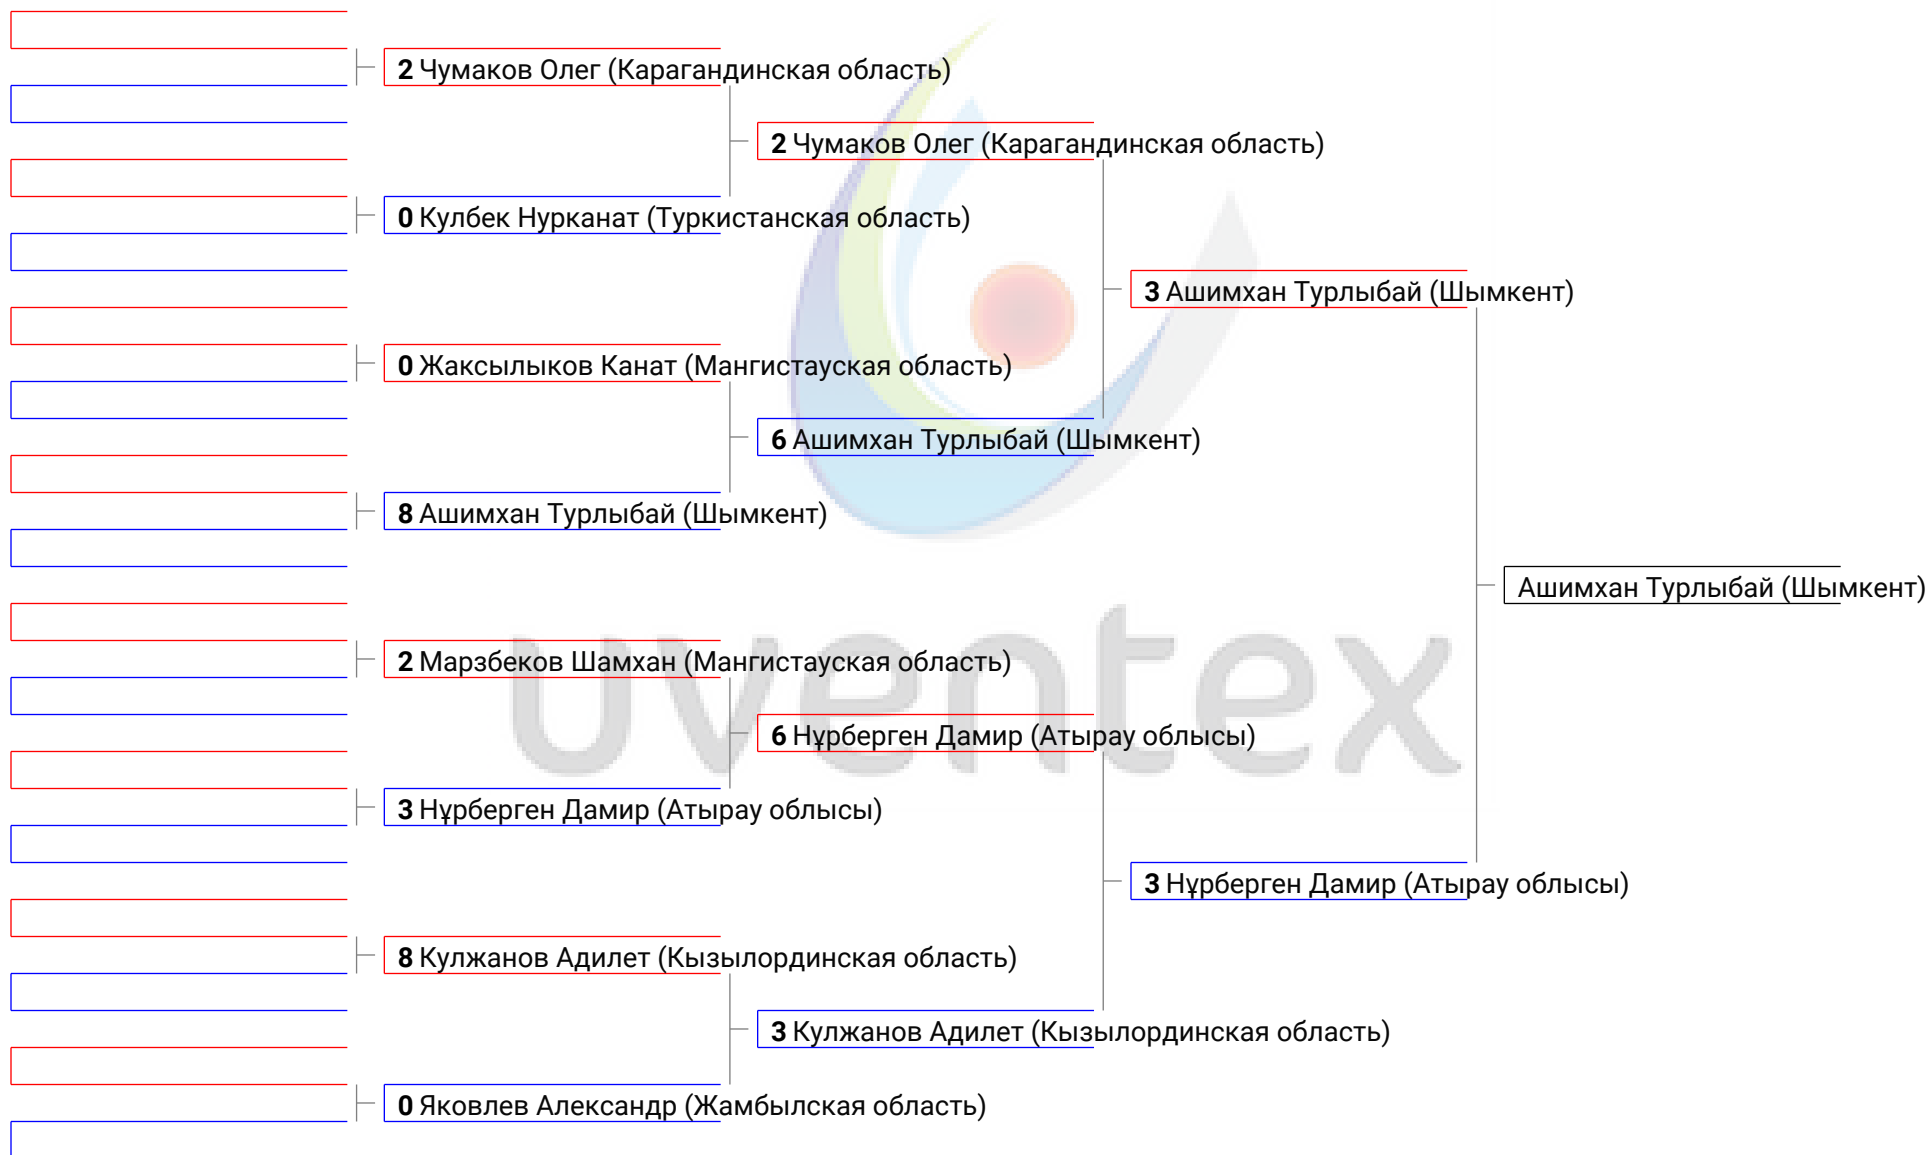 2 Чумаков Олег (Карагандинская область)
2 Чумаков Олег (Карагандинская область)
0 Кулбек Нурканат (Туркистанская область)
3 Ашимхан Турлыбай (Шымкент)
0 Жаксылыков Канат (Мангистауская область)
6 Ашимхан Турлыбай (Шымкент)
8 Ашимхан Турлыбай (Шымкент)
Ашимхан Турлыбай (Шымкент)
uventex
2 Марзбеков Шамхан (Мангистауская область)
6 Нұрберген Дамир (Атырау облысы)
3 Нұрберген Дамир (Атырау облысы)
3 Нұрберген Дамир (Атырау облысы)
8 Кулжанов Адилет (Кызылординская область)
3 Кулжанов Адилет (Кызылординская область)
0 Яковлев Александр (Жамбылская область)